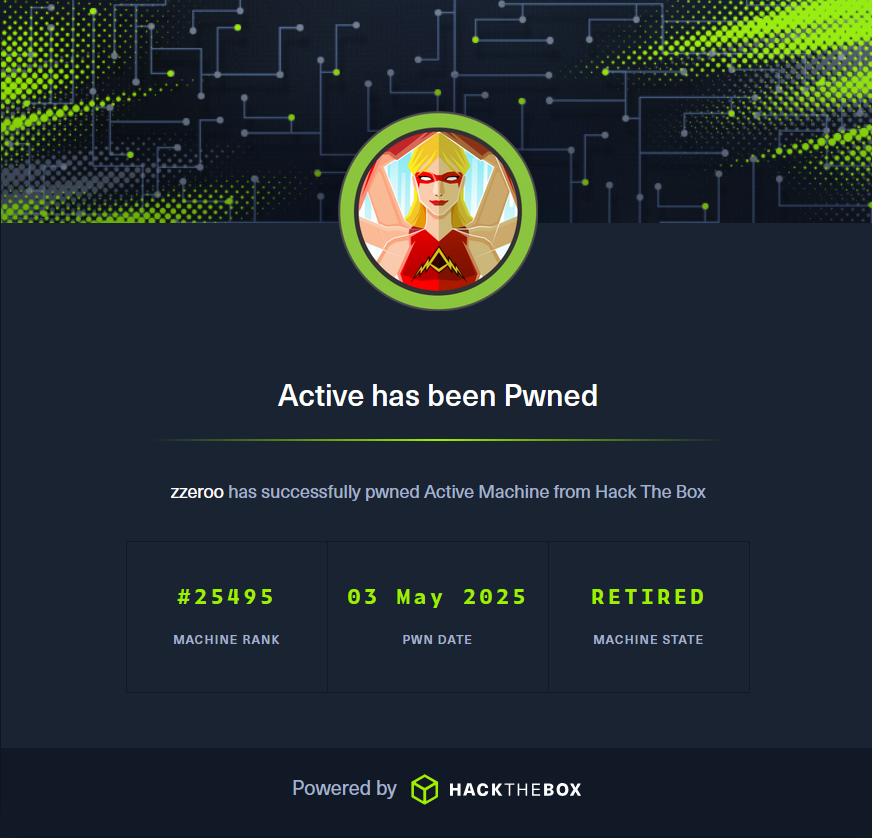 Active has been Pwned
zzeroo has successfully pwned Active Machine from Hack The Box
#25495
MACHINE RANK
03 May 2025
PWN DATE
RETIRED
MACHINE STATE
Powered by HACKTHEBOX